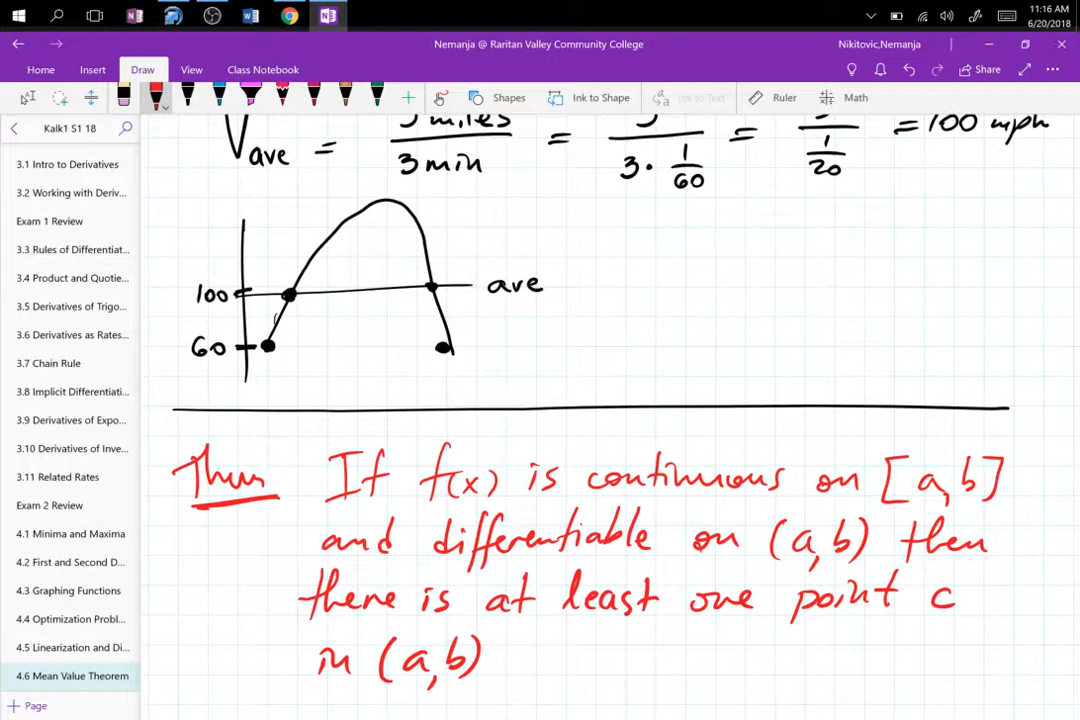 11:16 AM
6/20/2018
Nemanja @ Raritan Valley Community College
Nikitovic,Nemanja
Home Insert Draw View Class Notebook
Share
Shapes Ink to Shape Ink to Text Ruler Math
Kalk1 S1 18
3.1 Intro to Derivatives
3.2 Working with Deriv...
Exam 1 Review
3.3 Rules of Differentiat...
3.4 Product and Quotie...
3.5 Derivatives of Trigo...
3.6 Derivatives as Rates...
3.7 Chain Rule
3.8 Implicit Differentiati...
3.9 Derivatives of Expo...
3.10 Derivatives of Inve...
3.11 Related Rates
Exam 2 Review
4.1 Minima and Maxima
4.2 First and Second D...
4.3 Graphing Functions
4.4 Optimization Probl...
4.5 Linearization and Di...
4.6 Mean Value Theorem
Page
Vave = 5 miles / 3 min = 5 / 3 · 1/60 = 5 / 1/20 = 100 mph
100 ave
60
Thm If f(x) is continuous on [a,b]
and differentiable on (a,b) then
there is at least one point c
in (a,b)